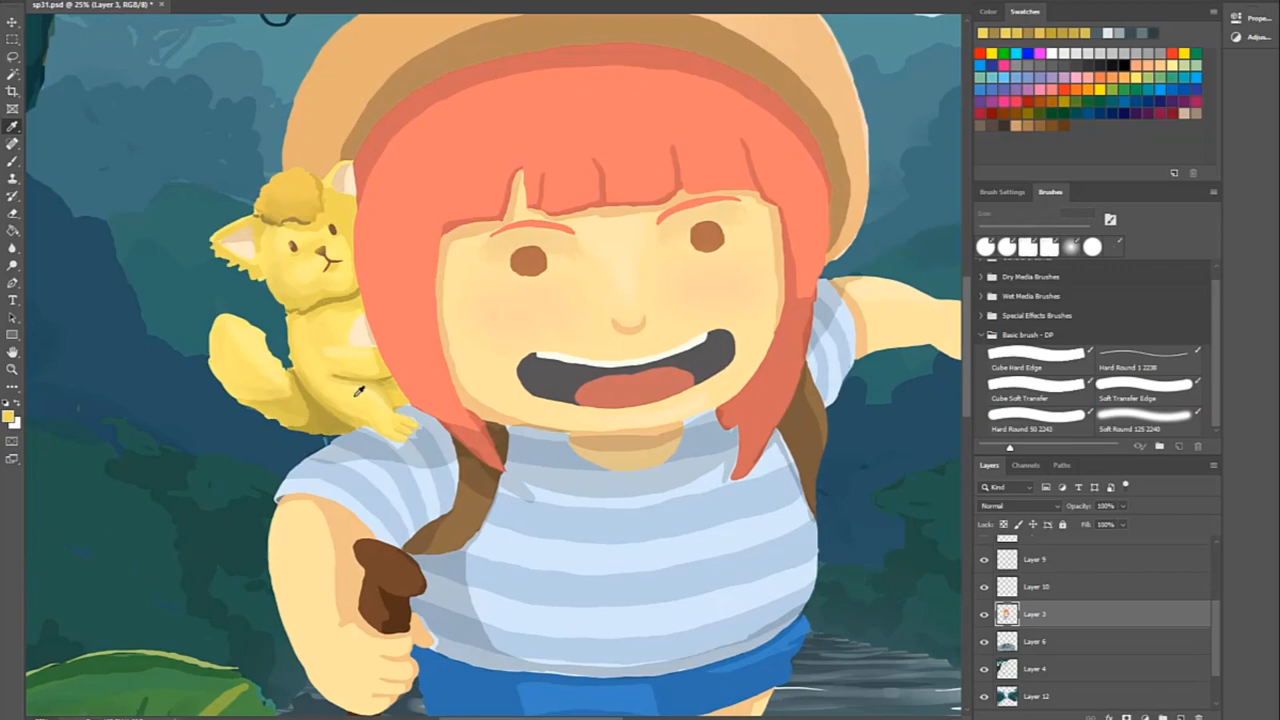 sp31.psd @ 25% (Layer 3, RGB/8) *
Color
Swatches
Prope...
Adjus...
Brush Settings
Brushes
Size:
Dry Media Brushes
Wet Media Brushes
Special Effects Brushes
Basic brush - DP
Cube Hard Edge
Hard Round 1 2238
Cube Soft Transfer
Soft Transfer Edge
Hard Round 50 2243
Soft Round 125 2240
Layers
Channels
Paths
Kind
Normal
Opacity: 100%
Lock:
Fill: 100%
Layer 9
Layer 10
Layer 3
Layer 6
Layer 4
Layer 12